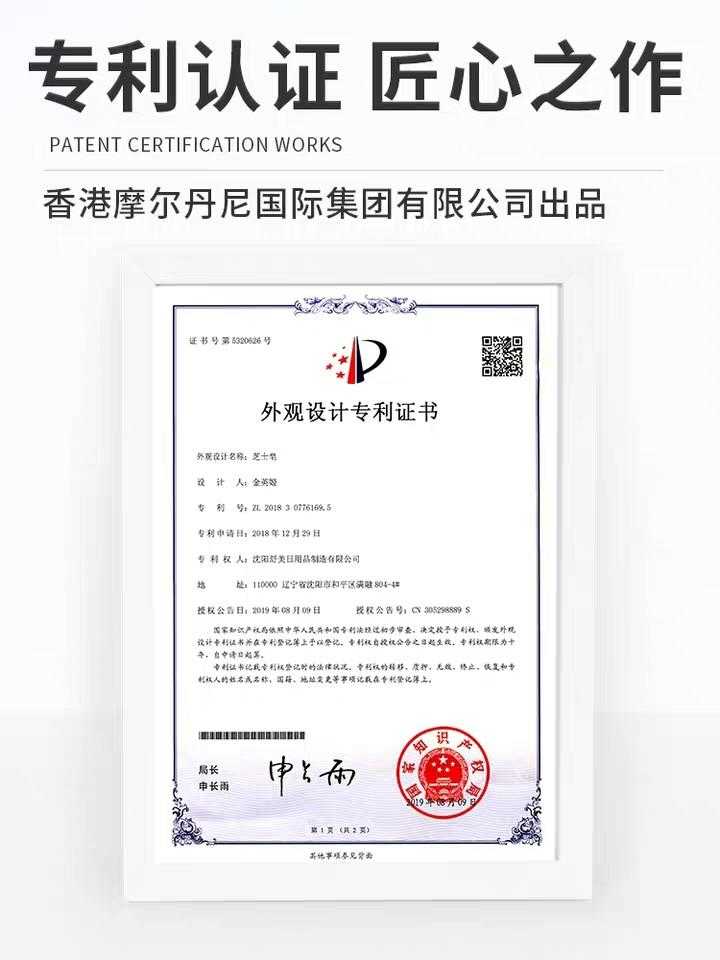 专利认证 匠心之作
PATENT CERTIFICATION WORKS
香港摩尔丹尼国际集团有限公司出品
证书号第5320626号
外观设计专利证书
外观设计名称：芝士皂
设 计 人：金英姬
专 利 号：ZL 2018 3 0776169.5
专利申请日：2018年12月29日
专 利 权 人：沈阳舒美日用品制造有限公司
地 址：110000 辽宁省沈阳市和平区满融804-4#
授权公告日：2019年08月09日 授权公告号：CN 305298889 S
国家知识产权局依照中华人民共和国专利法经过初步审查，决定授予专利权，颁发外观
设计专利证书并在专利登记簿上予以登记。专利权自授权公告之日起生效。专利权期限为十
年，自申请日起算。
专利证书记载专利权登记时的法律状况。专利权的转移、质押、无效、终止、恢复和专
利权人的姓名或名称、国籍、地址变更等事项记载在专利登记簿上。
局长
申长雨
申长雨
国家知识产权局
2019年08月09日
第 1 页 （共 2 页）
其他事项参见背面